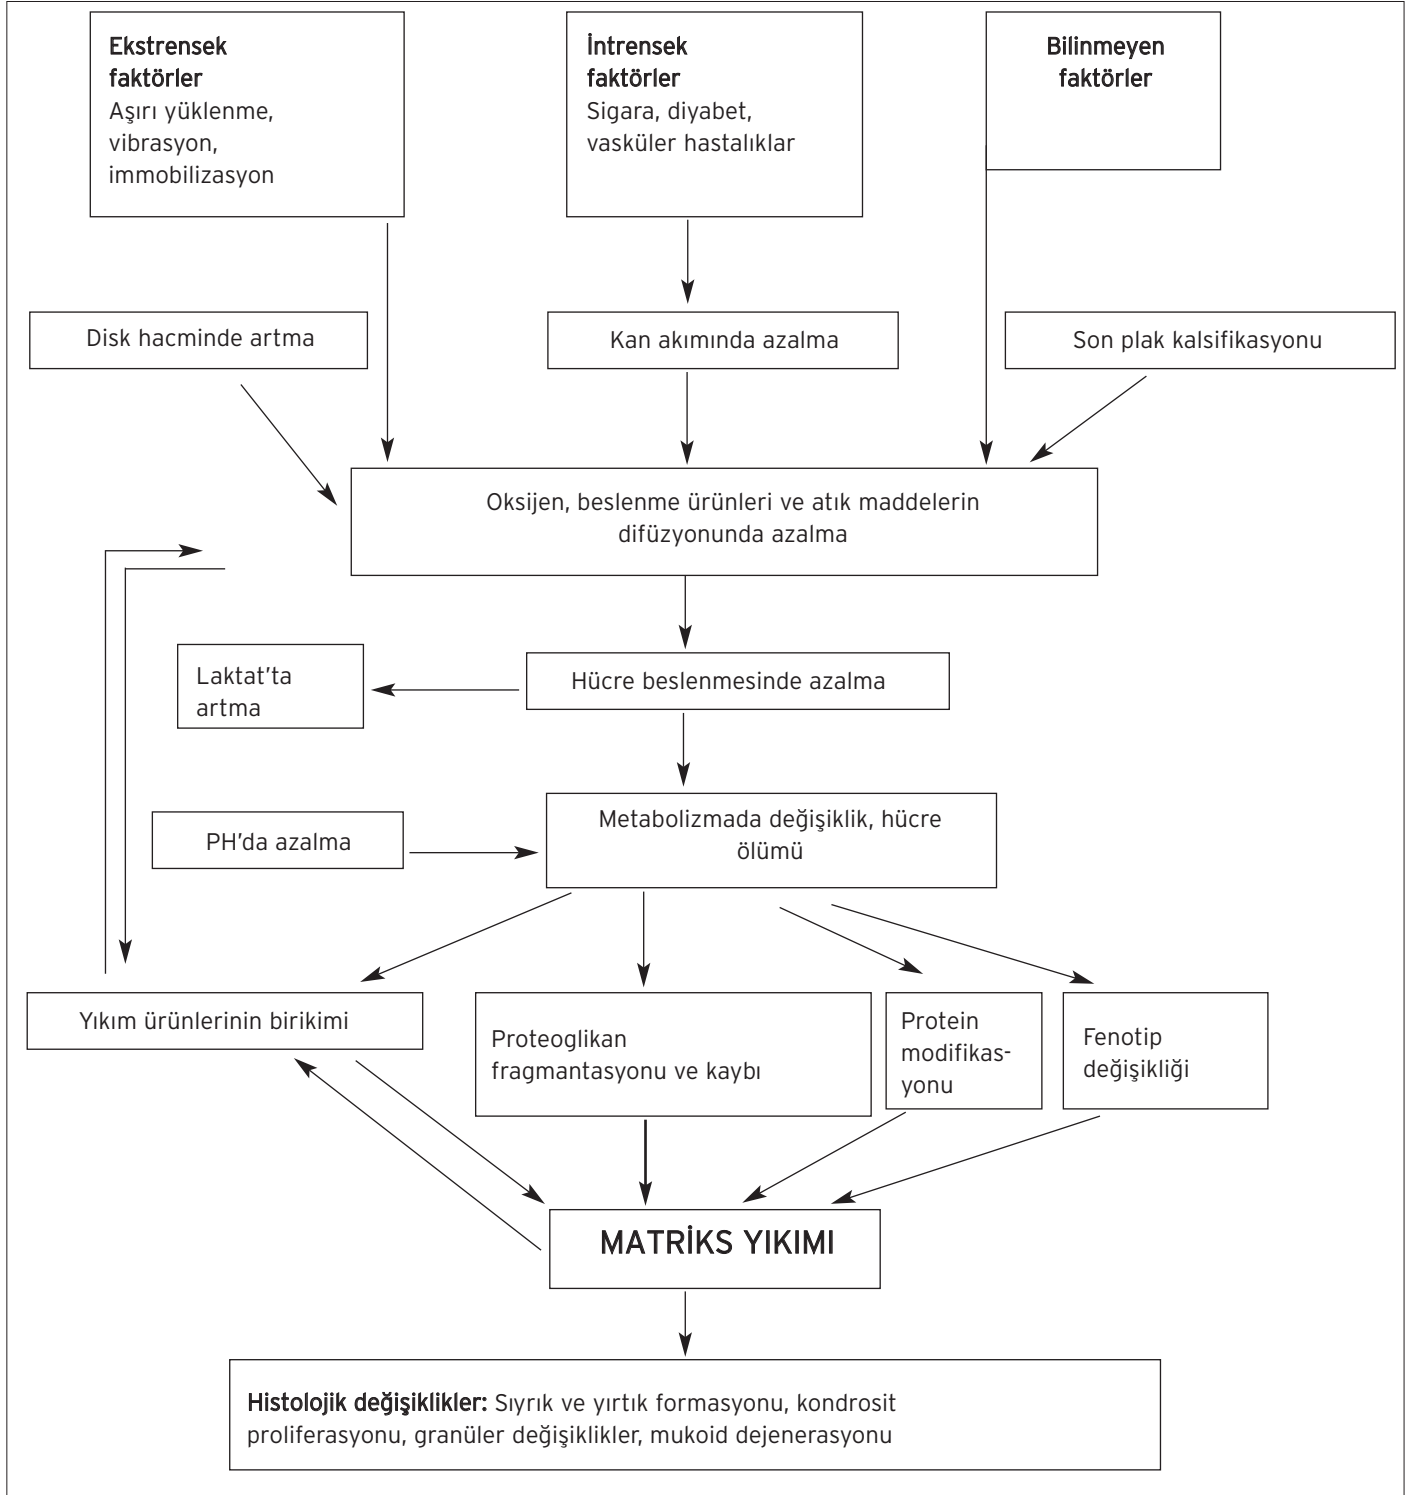 Ekstrensek
faktörler
Aşırı yüklenme,
vibrasyon,
immobilizasyon
İntrensek
faktörler
Sigara, diyabet,
vasküler hastalıklar
Bilinmeyen
faktörler
Disk hacminde artma
Kan akımında azalma
Son plak kalsifikasyonu
Oksijen, beslenme ürünleri ve atık maddelerin
difüzyonunda azalma
Laktat'ta
artma
Hücre beslenmesinde azalma
PH'da azalma
Metabolizmada değişiklik, hücre
ölümü
Yıkım ürünlerinin birikimi
Proteoglikan
fragmantasyonu ve kaybı
Protein
modifikas-
yonu
Fenotip
değişikliği
MATRİKS YIKIMI
Histolojik değişiklikler: Sıyrık ve yırtık formasyonu, kondrosit
proliferasyonu, granüler değişiklikler, mukoid dejenerasyonu